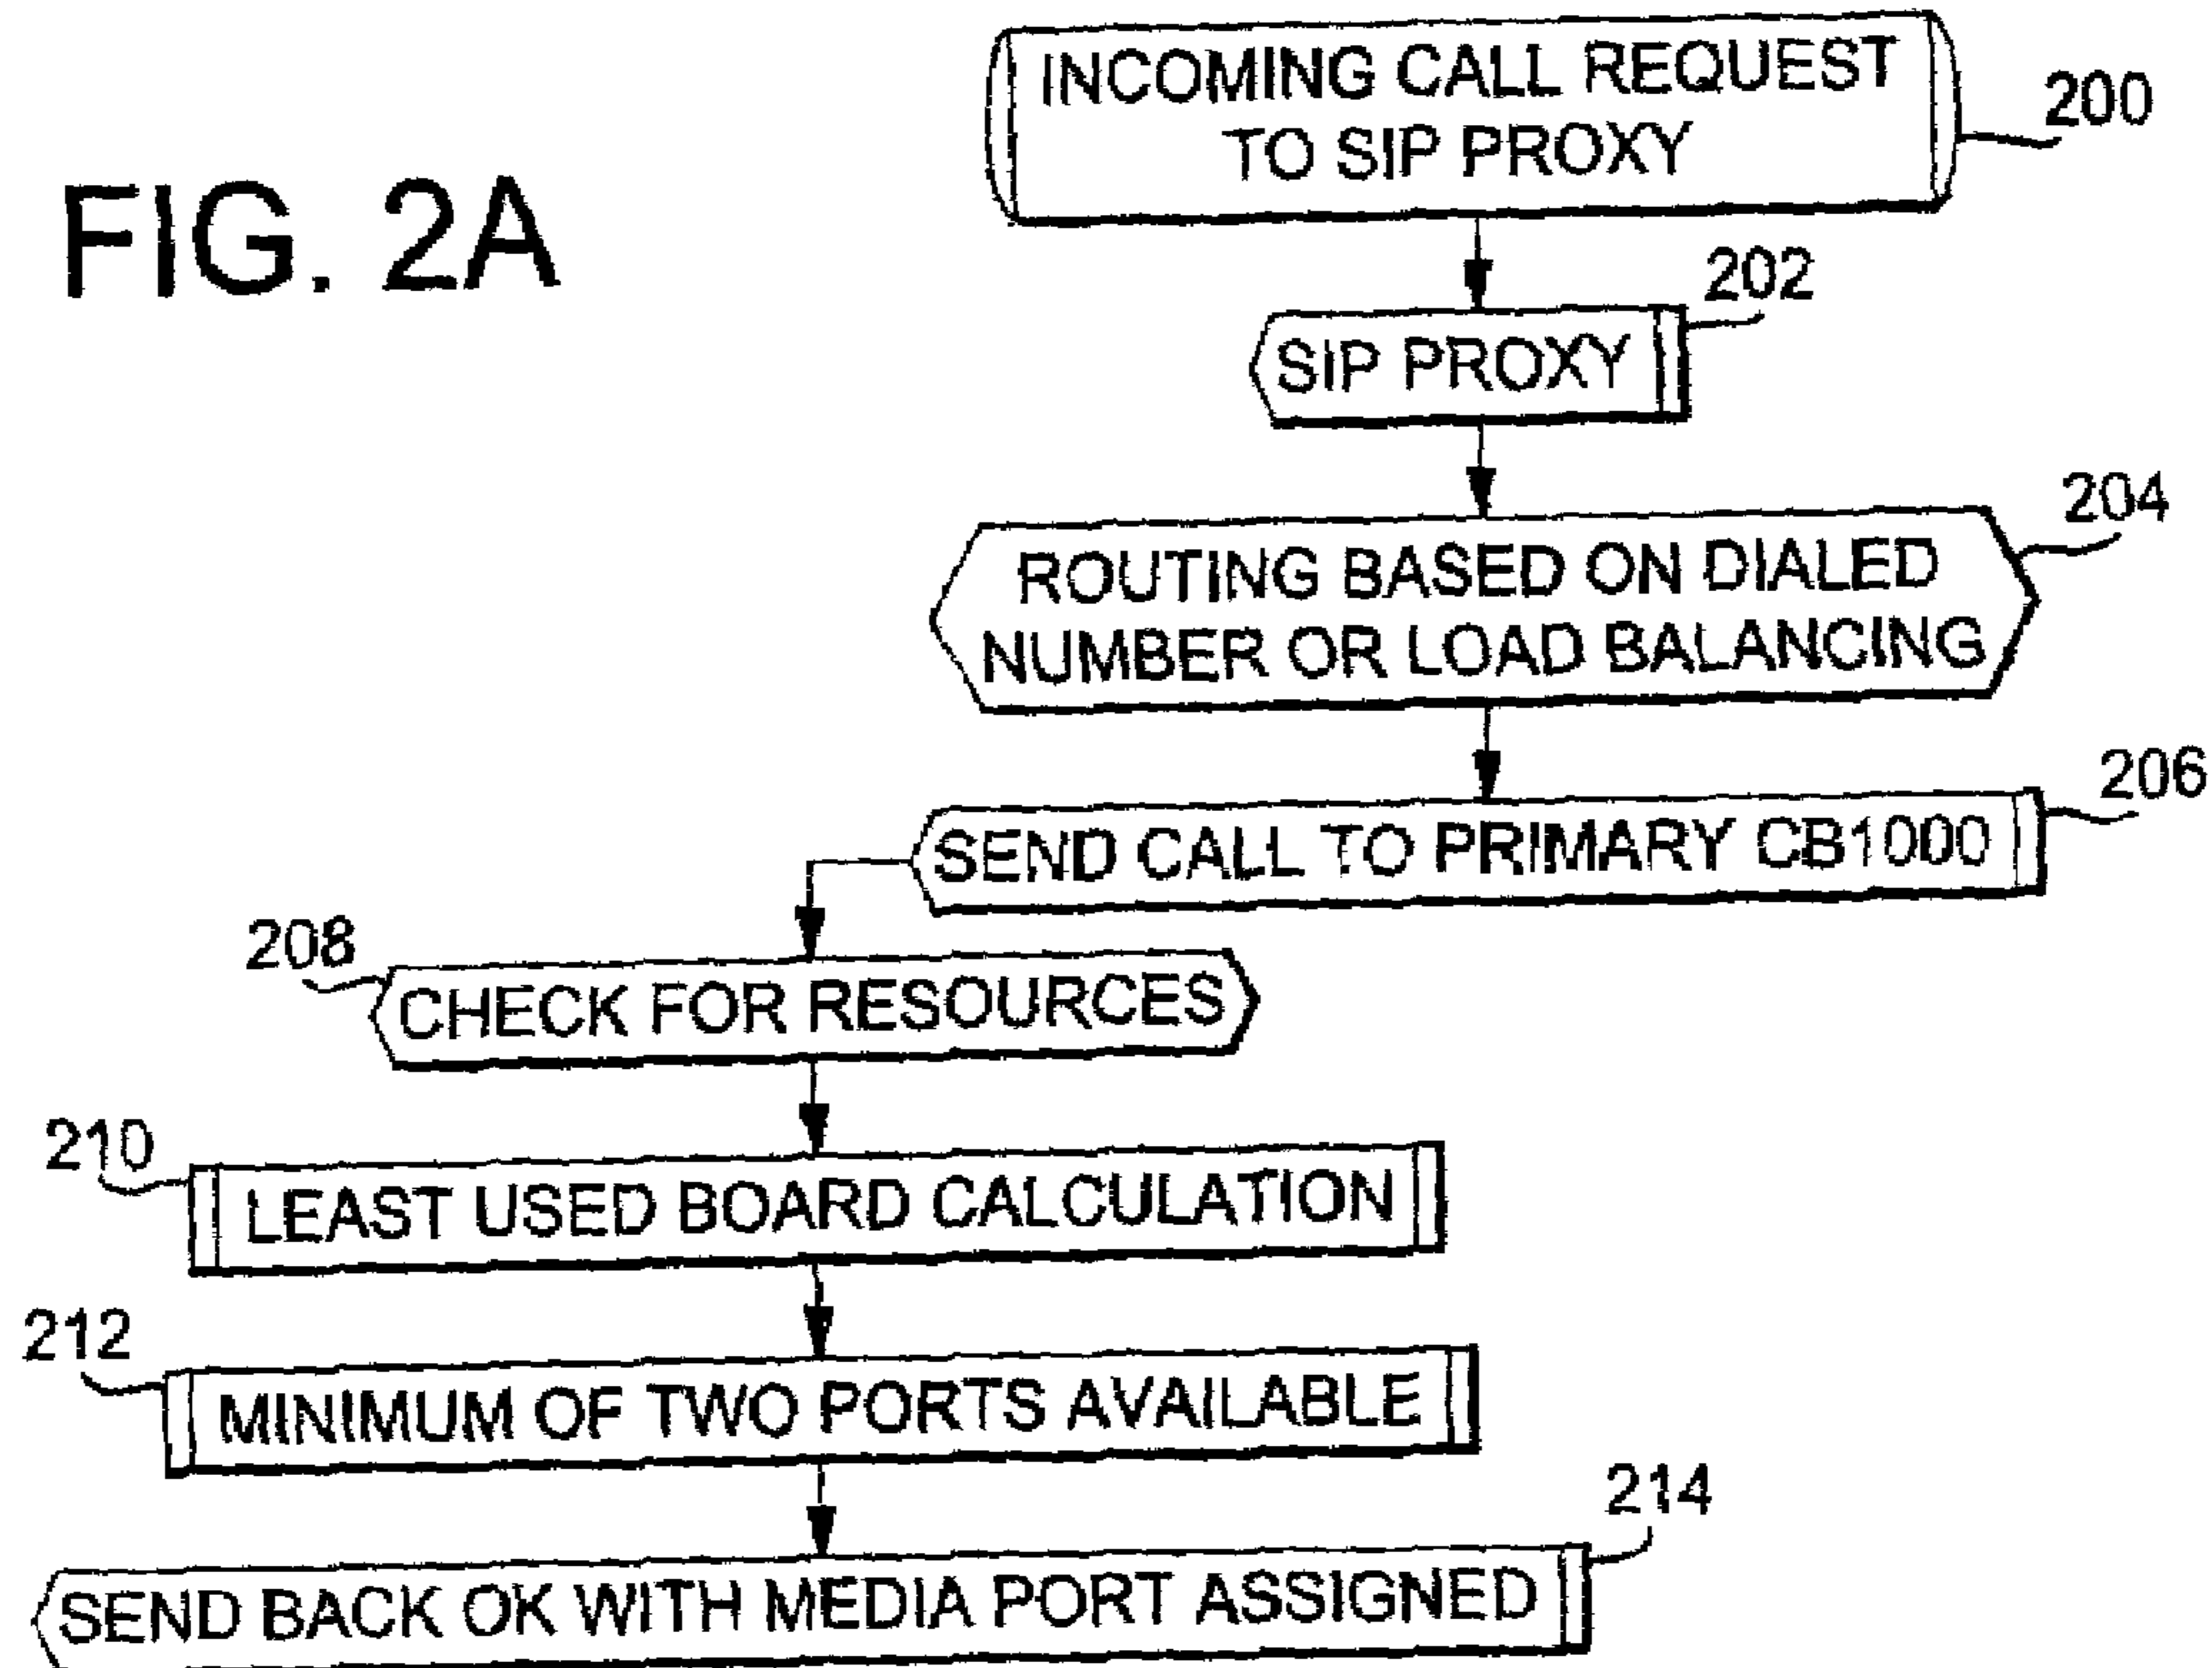 FIG. 2A
INCOMING CALL REQUEST
TO SIP PROXY
200
202
SIP PROXY
204
ROUTING BASED ON DIALED
NUMBER OR LOAD BALANCING
206
SEND CALL TO PRIMARY CB1000
208
CHECK FOR RESOURCES
210
LEAST USED BOARD CALCULATION
212
MINIMUM OF TWO PORTS AVAILABLE
214
SEND BACK OK WITH MEDIA PORT ASSIGNED